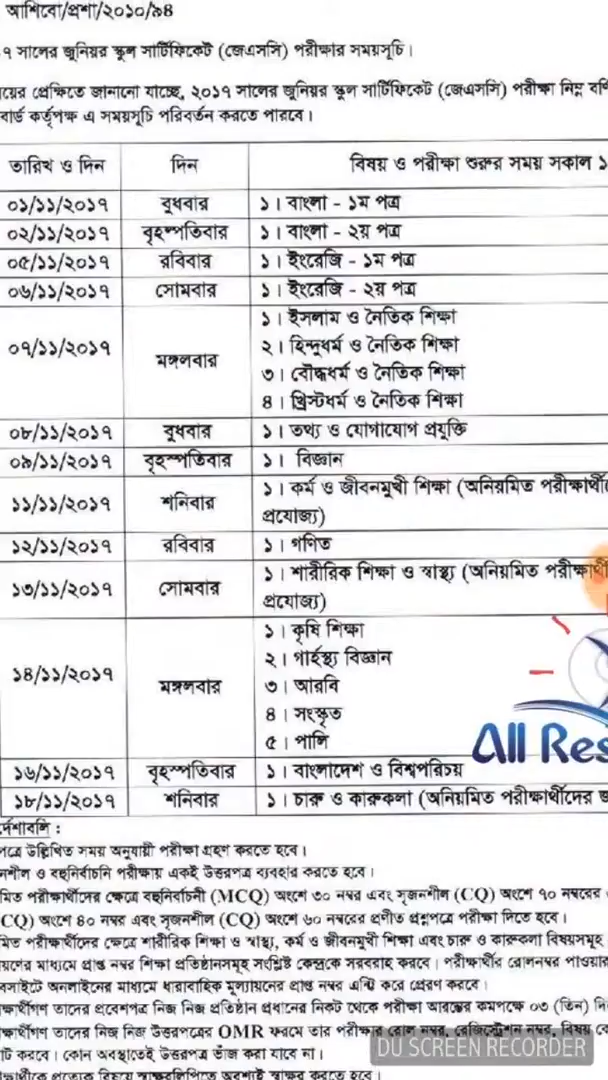 আশিবো/প্রশা/২০১০/৯৪
৭ সালের জুনিয়র স্কুল সার্টিফিকেট (জেএসসি) পরীক্ষার সময়সূচি।
য়ের প্রেক্ষিতে জানানো যাচ্ছে, ২০১৭ সালের জুনিয়র স্কুল সার্টিফিকেট (জেএসসি) পরীক্ষা নিম্ন বর্ণি
বার্ড কর্তৃপক্ষ এ সময়সূচি পরিবর্তন করতে পারবে।
তারিখ ও দিন দিন বিষয় ও পরীক্ষা শুরুর সময় সকাল ১
০১/১১/২০১৭ বুধবার ১। বাংলা - ১ম পত্র
০২/১১/২০১৭ বৃহস্পতিবার ১। বাংলা - ২য় পত্র
০৫/১১/২০১৭ রবিবার ১। ইংরেজি - ১ম পত্র
০৬/১১/২০১৭ সোমবার ১। ইংরেজি - ২য় পত্র
০৭/১১/২০১৭ মঙ্গলবার ১। ইসলাম ও নৈতিক শিক্ষা
২। হিন্দুধর্ম ও নৈতিক শিক্ষা
৩। বৌদ্ধধর্ম ও নৈতিক শিক্ষা
৪। খ্রিস্টধর্ম ও নৈতিক শিক্ষা
০৮/১১/২০১৭ বুধবার ১। তথ্য ও যোগাযোগ প্রযুক্তি
০৯/১১/২০১৭ বৃহস্পতিবার ১। বিজ্ঞান
১১/১১/২০১৭ শনিবার ১। কর্ম ও জীবনমুখী শিক্ষা (অনিয়মিত পরীক্ষার্থী
প্রযোজ্য)
১২/১১/২০১৭ রবিবার ১। গণিত
১৩/১১/২০১৭ সোমবার ১। শারীরিক শিক্ষা ও স্বাস্থ্য (অনিয়মিত পরীক্ষার্থী
প্রযোজ্য)
১৪/১১/২০১৭ মঙ্গলবার ১। কৃষি শিক্ষা
২। গার্হস্থ্য বিজ্ঞান
৩। আরবি
৪। সংস্কৃত
৫। পালি
All Res
১৬/১১/২০১৭ বৃহস্পতিবার ১। বাংলাদেশ ও বিশ্বপরিচয়
১৮/১১/২০১৭ শনিবার ১। চারু ও কারুকলা (অনিয়মিত পরীক্ষার্থীদের জ
র্দেশাবলি :
পত্রে উল্লিখিত সময় অনুযায়ী পরীক্ষা গ্রহণ করতে হবে।
নশীল ও বহুনির্বাচনি পরীক্ষায় একই উত্তরপত্র ব্যবহার করতে হবে।
মিত পরীক্ষার্থীদের ক্ষেত্রে বহুনির্বাচনী (MCQ) অংশে ৩০ নম্বর এবং সৃজনশীল (CQ) অংশে ৭০ নম্বরের
CQ) অংশে ৪০ নম্বর এবং সৃজনশীল (CQ) অংশে ৬০ নম্বরের প্রণীত প্রশ্নপত্রে পরীক্ষা দিতে হবে।
মিত পরীক্ষার্থীদের ক্ষেত্রে শারীরিক শিক্ষা ও স্বাস্থ্য, কর্ম ও জীবনমুখী শিক্ষা এবং চারু ও কারুকলা বিষয়সমূহ
য়ণের মাধ্যমে প্রাপ্ত নম্বর শিক্ষা প্রতিষ্ঠানসমূহ সংশ্লিষ্ট কেন্দ্রকে সরবরাহ করবে। পরীক্ষার্থীর রোলনম্বর পাওয়ার
বসাইটে অনলাইনের মাধ্যমে ধারাবাহিক মূল্যায়নের প্রাপ্ত নম্বর এন্ট্রি করে প্রেরণ করবে।
ক্ষার্থীগণ তাদের প্রবেশপত্র নিজ নিজ প্রতিষ্ঠান প্রধানের নিকট থেকে পরীক্ষা আরম্ভের কমপক্ষে ০৩ (তিন) দি
ক্ষার্থীগণ তাদের নিজ নিজ উত্তরপত্রের OMR ফরমে তার পরীক্ষার রোল নম্বর, রেজিস্ট্রেশন নম্বর, বিষয় কো
ট করবে। কোন অবস্থাতেই উত্তরপত্র ভাঁজ করা যাবে না।
DU SCREEN RECORDER
ক্ষার্থীকে প্রত্যেক বিষয়ে স্বাক্ষরলিপিতে অবশ্যই স্বাক্ষর করতে হবে।